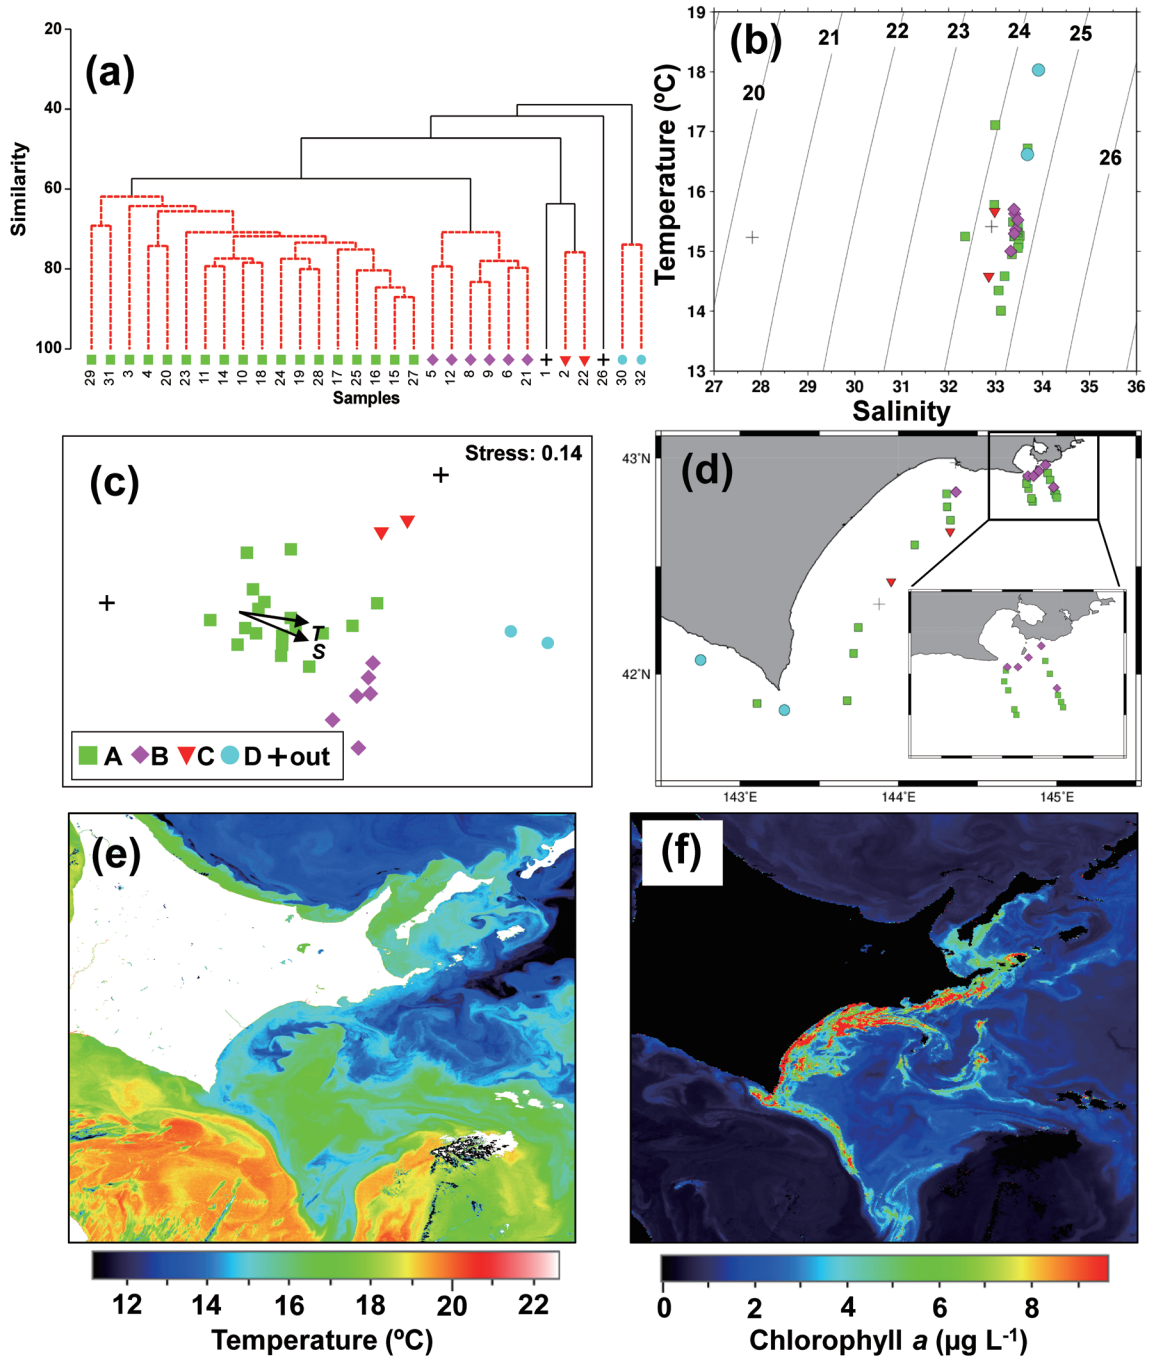 (a)
20
40
60
80
100
Similarity
29 31 3 4 20 23 11 14 10 18 24 19 28 17 25 16 15 27 5 12 8 9 6 21 1 2 22 26 30 32
Samples
(b)
19
18
17
16
15
14
13
Temperature (ºC)
20 21 22 23 24 25 26
27 28 29 30 31 32 33 34 35 36
Salinity
(c)
Stress: 0.14
T
S
A B C D out
(d)
43°N
42°N
143°E 144°E 145°E
(e)
12 14 16 18 20 22
Temperature (ºC)
(f)
0 2 4 6 8
Chlorophyll a (µg L-1)